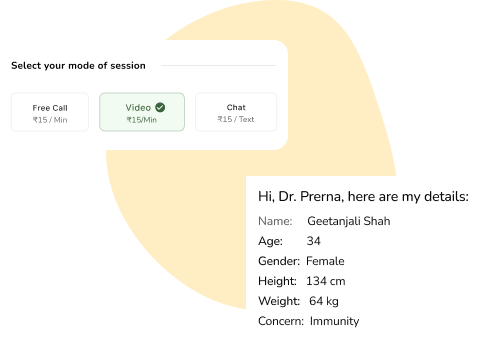 Select your mode of session
Free Call
₹15 / Min
Video
₹15/Min
Chat
₹15 / Text
Hi, Dr. Prerna, here are my details:
Name: Geetanjali Shah
Age: 34
Gender: Female
Height: 134 cm
Weight: 64 kg
Concern: Immunity